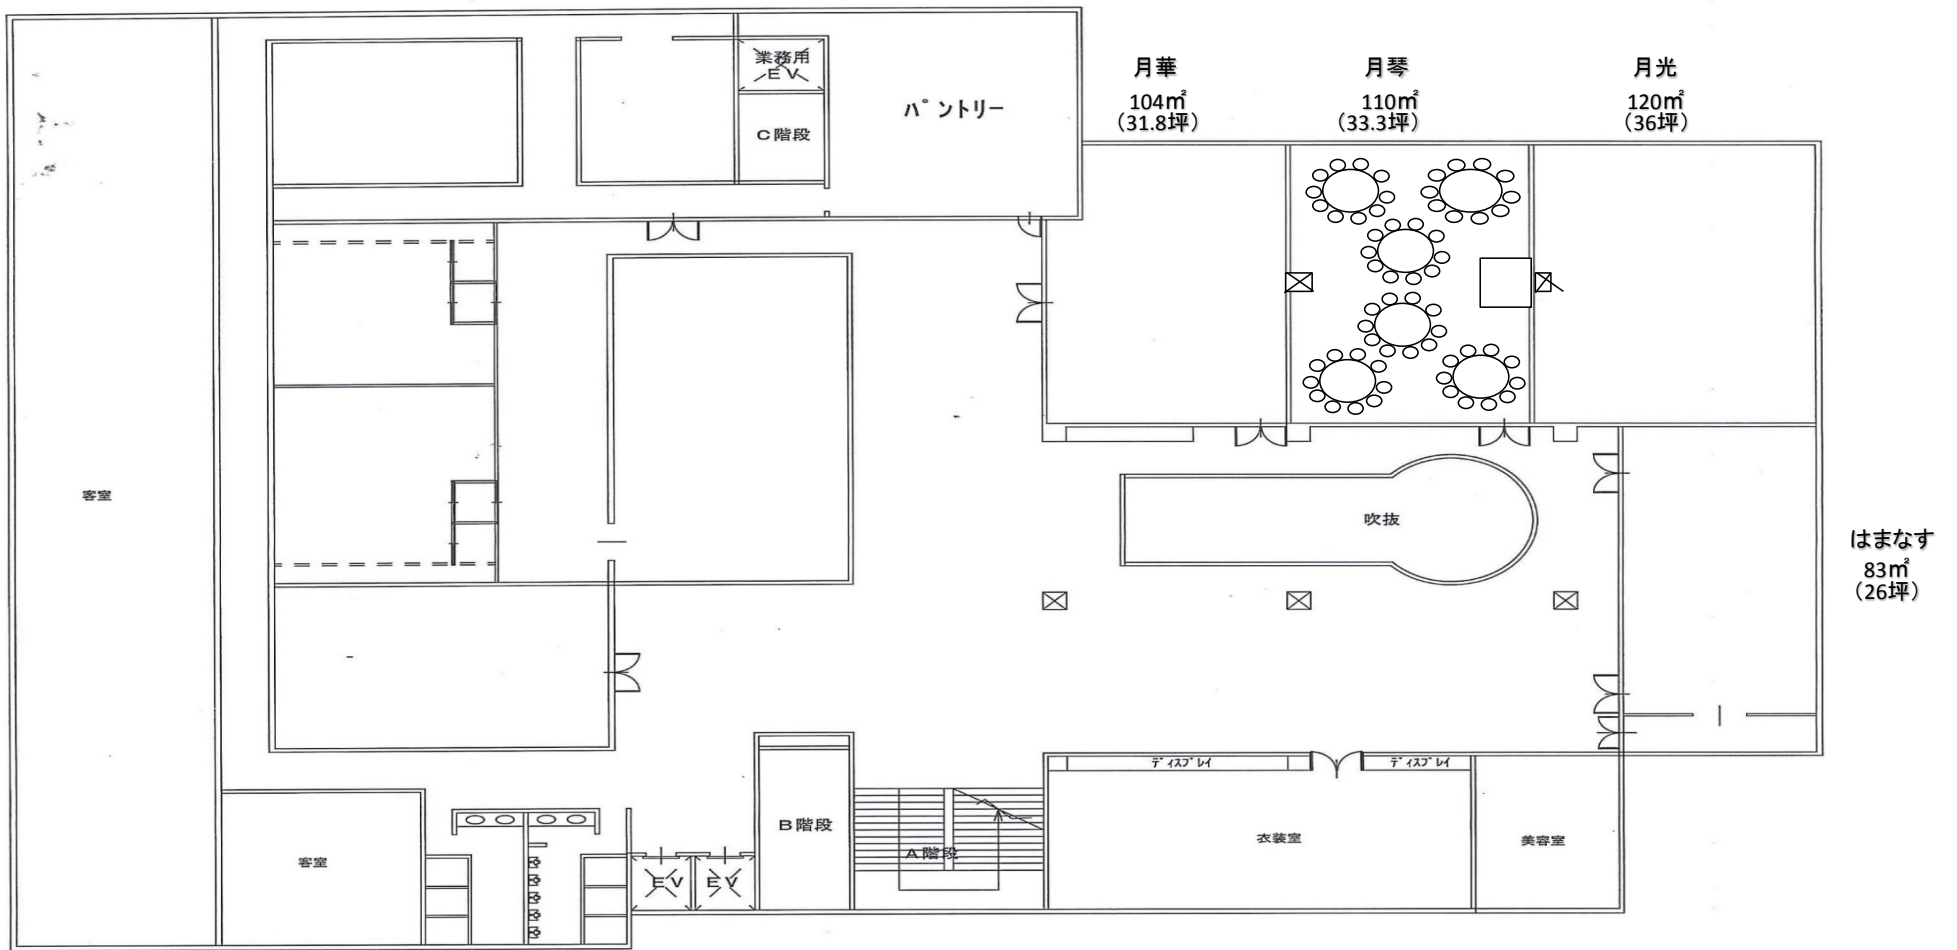 業務用
EV
C階段
パントリー
月華
104㎡
(31.8坪)
月琴
110㎡
(33.3坪)
月光
120㎡
(36坪)
客室
吹抜
はまなす
83㎡
(26坪)
ディスプレイ
ディスプレイ
B階段
A階段
衣装室
美容室
客室
EV
EV